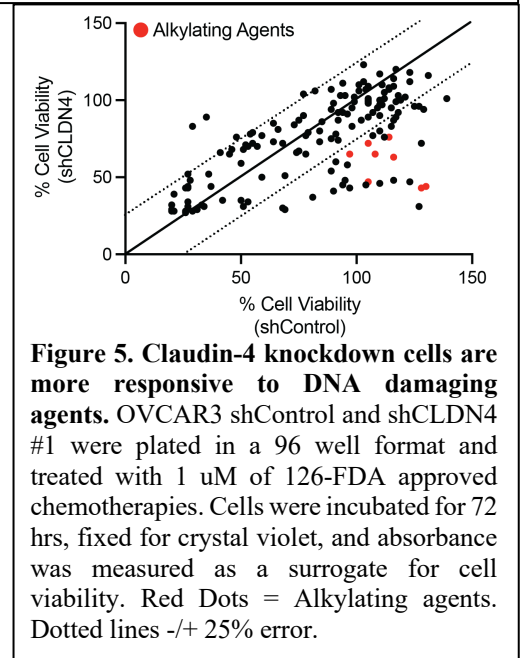 150
Alkylating Agents
% Cell Viability
(shCLDN4)
100
50
0
0
50
100
150
% Cell Viability
(shControl)
Figure 5. Claudin-4 knockdown cells are
more responsive to DNA damaging
agents. OVCAR3 shControl and shCLDN4
#1 were plated in a 96 well format and
treated with 1 uM of 126-FDA approved
chemotherapies. Cells were incubated for 72
hrs, fixed for crystal violet, and absorbance
was measured as a surrogate for cell
viability. Red Dots = Alkylating agents.
Dotted lines -/+ 25% error.